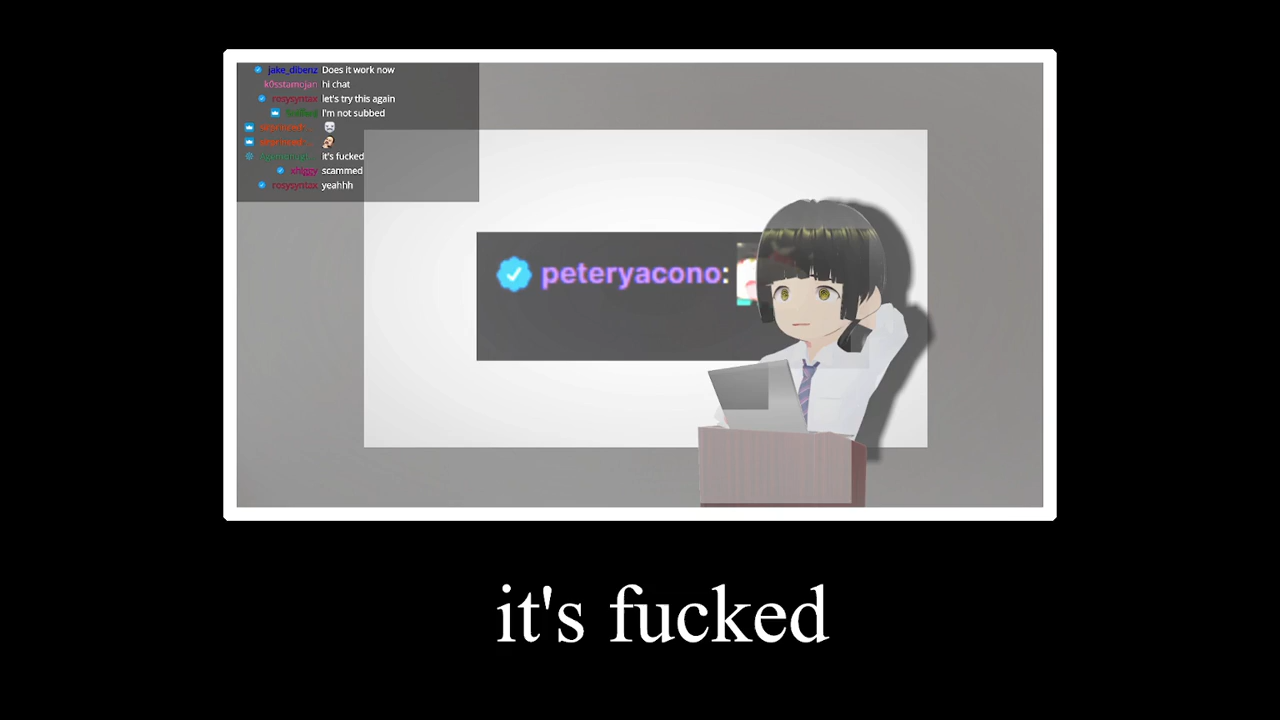 jake_dibenz Does it work now
k0sstamojan hi chat
rosysyntax let's try this again
I'm not subbed
it's fucked
xhiggy scammed
rosysyntax yeahhh
peteryacono:
it's fucked